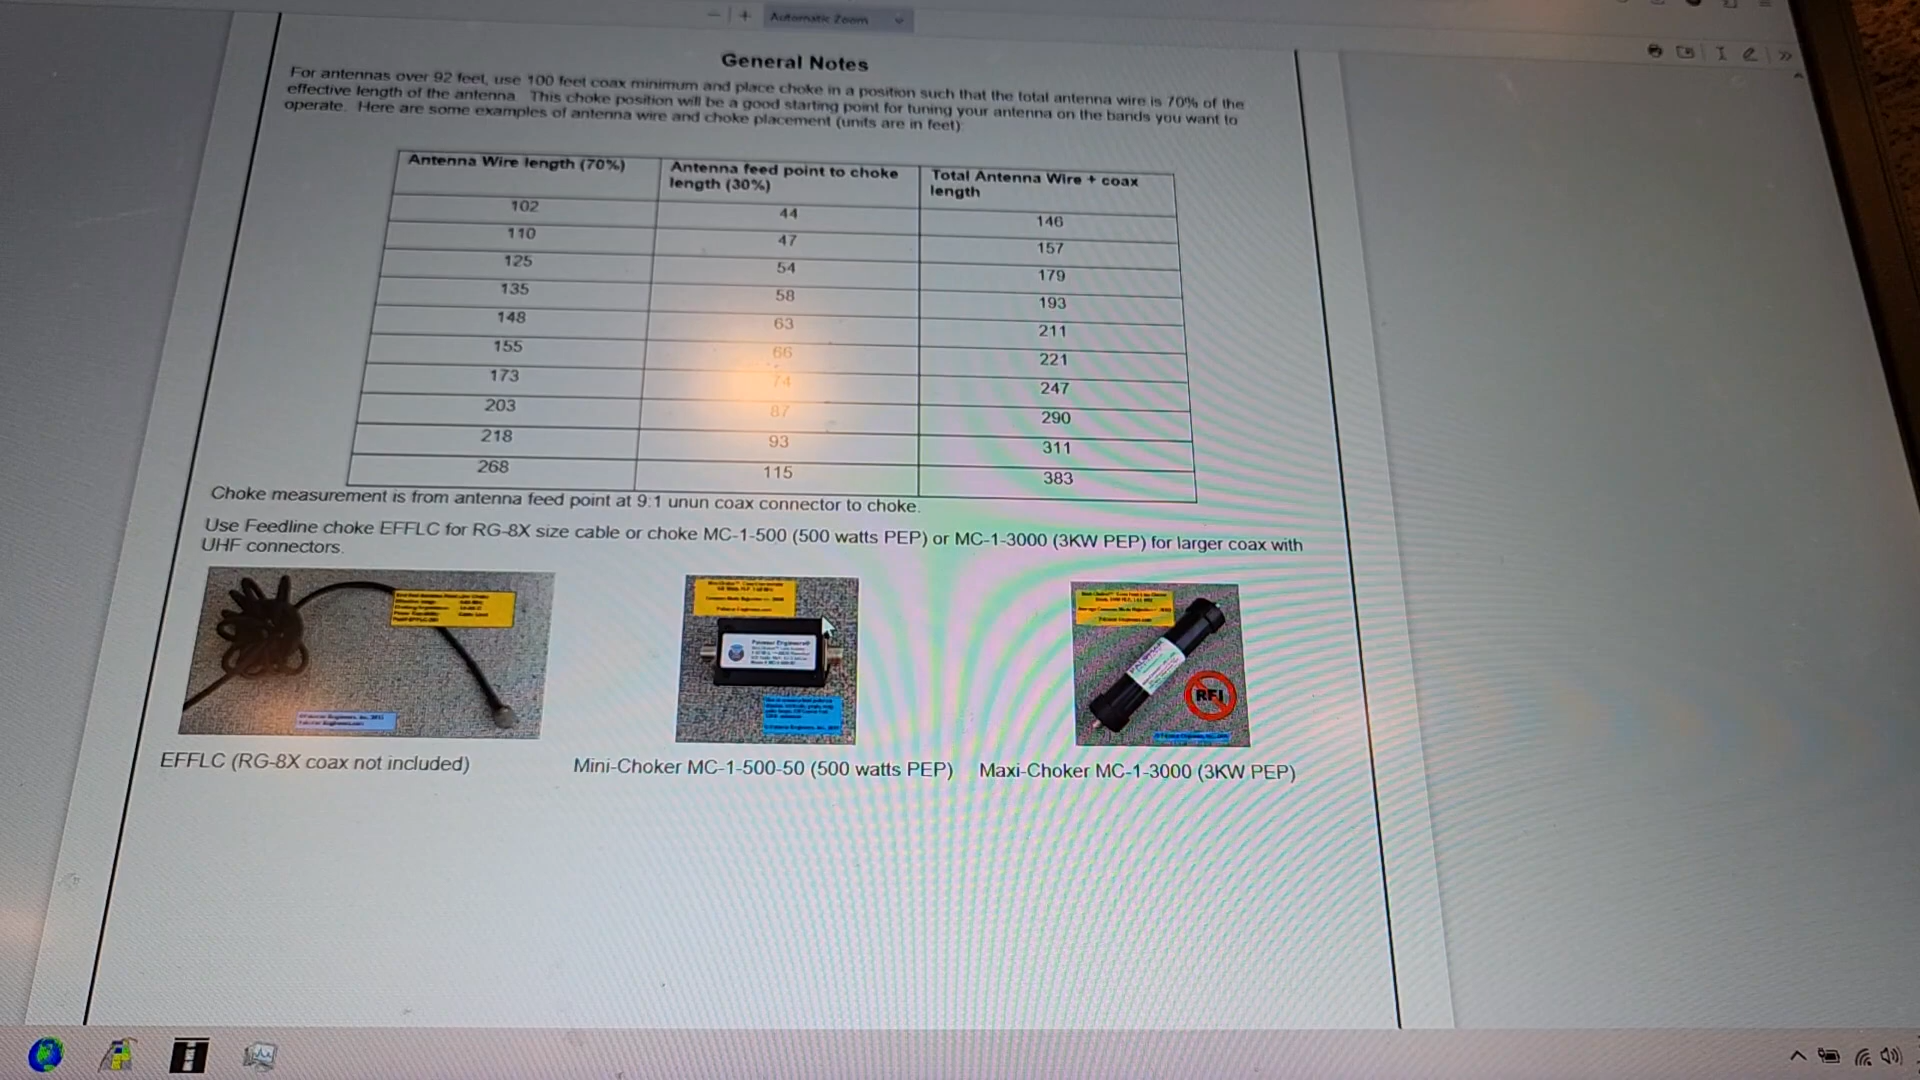 Automatic Zoom
General Notes
For antennas over 92 feet, use 100 feet coax minimum and place choke in a position such that the total antenna wire is 70% of the
effective length of the antenna. This choke position will be a good starting point for tuning your antenna on the bands you want to
operate. Here are some examples of antenna wire and choke placement (units are in feet):
Antenna Wire length (70%) Antenna feed point to choke length (30%) Total Antenna Wire + coax length
102 44 146
110 47 157
125 54 179
135 58 193
148 63 211
155 66 221
173 74 247
203 87 290
218 93 311
268 115 383
Choke measurement is from antenna feed point at 9:1 unun coax connector to choke.
Use Feedline choke EFFLC for RG-8X size cable or choke MC-1-500 (500 watts PEP) or MC-1-3000 (3KW PEP) for larger coax with
UHF connectors.
Palomar Engineers
RFI
EFFLC (RG-8X coax not included)
Mini-Choker MC-1-500-50 (500 watts PEP)
Maxi-Choker MC-1-3000 (3KW PEP)